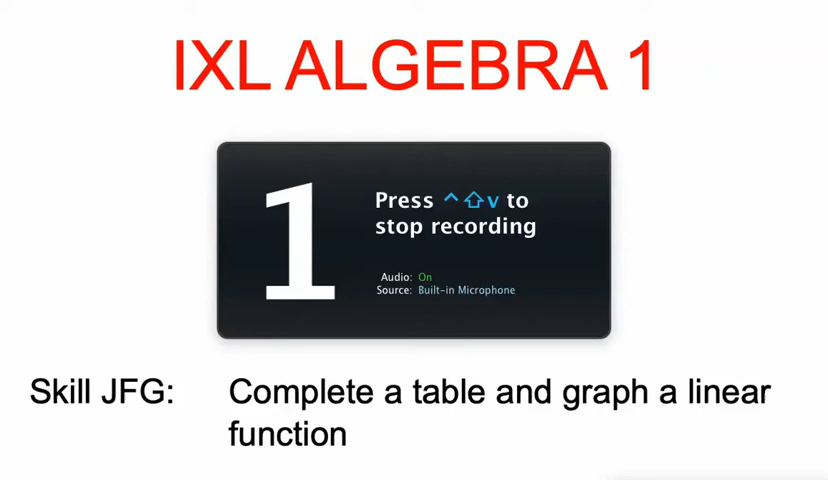 IXL ALGEBRA 1
1
Press ^⇧v to
stop recording
Audio: On
Source: Built-in Microphone
Skill JFG: Complete a table and graph a linear
function